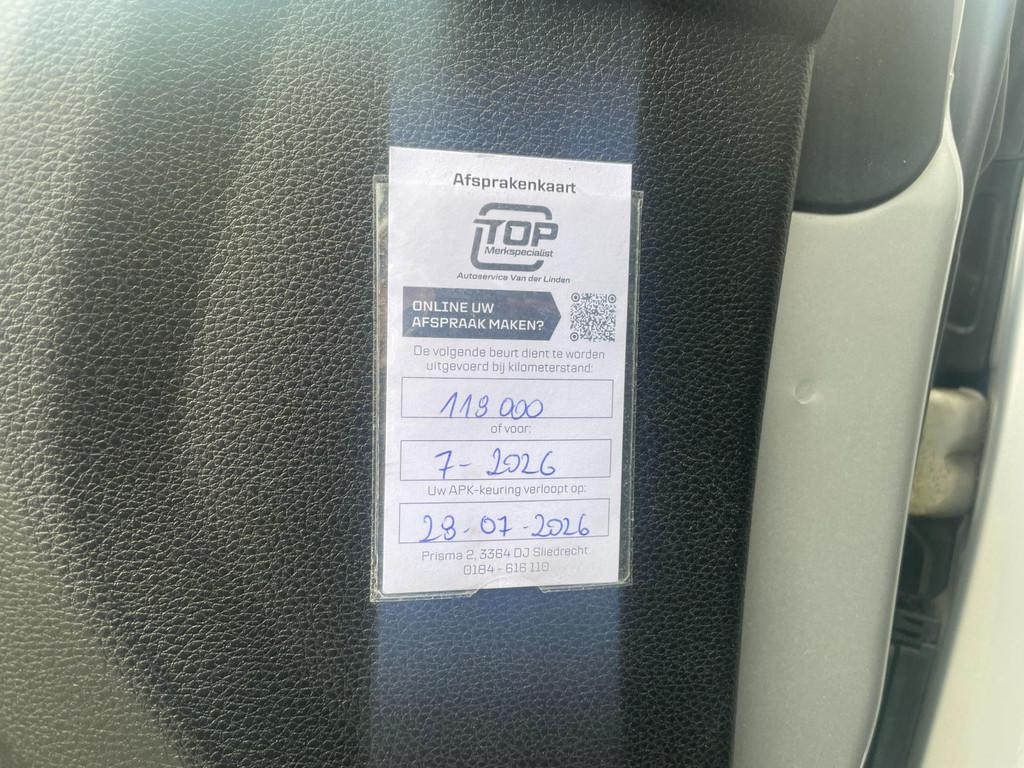 Afsprakenkaart
TOP
Merkspecialist
Autoservice Van der Linden
ONLINE UW
AFSPRAAK MAKEN?
De volgende beurt dient te worden
uitgevoerd bij kilometerstand:
119 000
of voor:
7- 2026
Uw APK-keuring verloopt op:
29-07-2026
Prisma 2, 3364 DJ Sliedrecht
0184 - 616 110